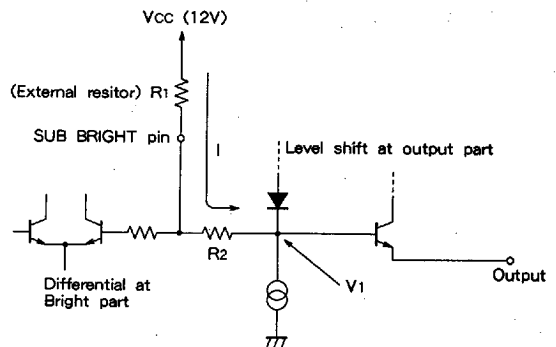 VCC (12V)
(External resitor) R1
SUB BRIGHT pin
I
Level shift at output part
R2
V1
Output
Differential at
Bright part